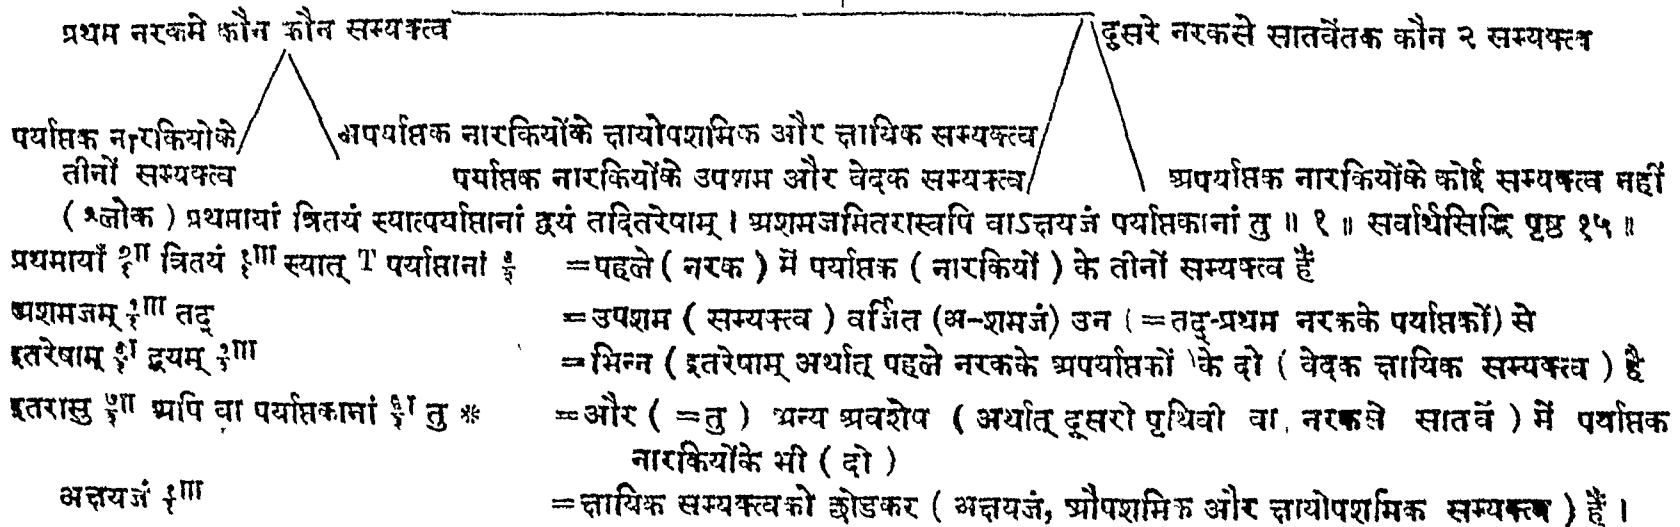 प्रथम नरकमे कौन कौन सम्यक्त्व
दुसरे नरकसे सातवेंतक कौन २ सम्यक्त्व
पर्याप्तक नारकियोके
तीनों सम्यक्त्व
अपर्याप्तक नारकियोंके क्षायोपशमिक और क्षायिक सम्यक्त्व
पर्याप्तक नारकियोंके उपशम और वेदक सम्यक्त्व
अपर्याप्तक नारकियोंके कोई सम्यक्त्व नहीं
( श्लोक ) प्रथमायां त्रितयं स्यात्पर्याप्तानां द्वयं तदितरेषाम् । अशमजमितरास्वपि वाऽक्षयजं पर्याप्तकानां तु ॥ १ ॥ सर्वार्थसिद्धि पृष्ठ १५ ॥
प्रथमायाँ त्रितयं स्यात् T पर्याप्तानां =पहले ( नरक ) में पर्याप्तक ( नारकियों ) के तीनों सम्यक्त्व हैं
अशमजम् तद् =उपशम ( सम्यक्त्व ) वर्जित (अ-शमजं) उन (=तद्-प्रथम नरकके पर्याप्तकों) से
इतरेषाम् द्वयम् =भिन्न ( इतरेषाम् अर्थात् पहले नरकके अपर्याप्तकों ) के दो ( वेदक क्षायिक सम्यक्त्व ) है
इतरासु अपि वा पर्याप्तकानां तु * =और ( =तु ) अन्य अवशेप ( अर्थात् दूसरो पृथिवी वा नरकसे सातवें ) में पर्याप्तक
नारकियोंके भी ( दो )
अक्षयजं =क्षायिक सम्यक्त्वको छोडकर ( अक्षयजं, औपशमिक और क्षायोपशमिक सम्यक्त्व ) हैं ।